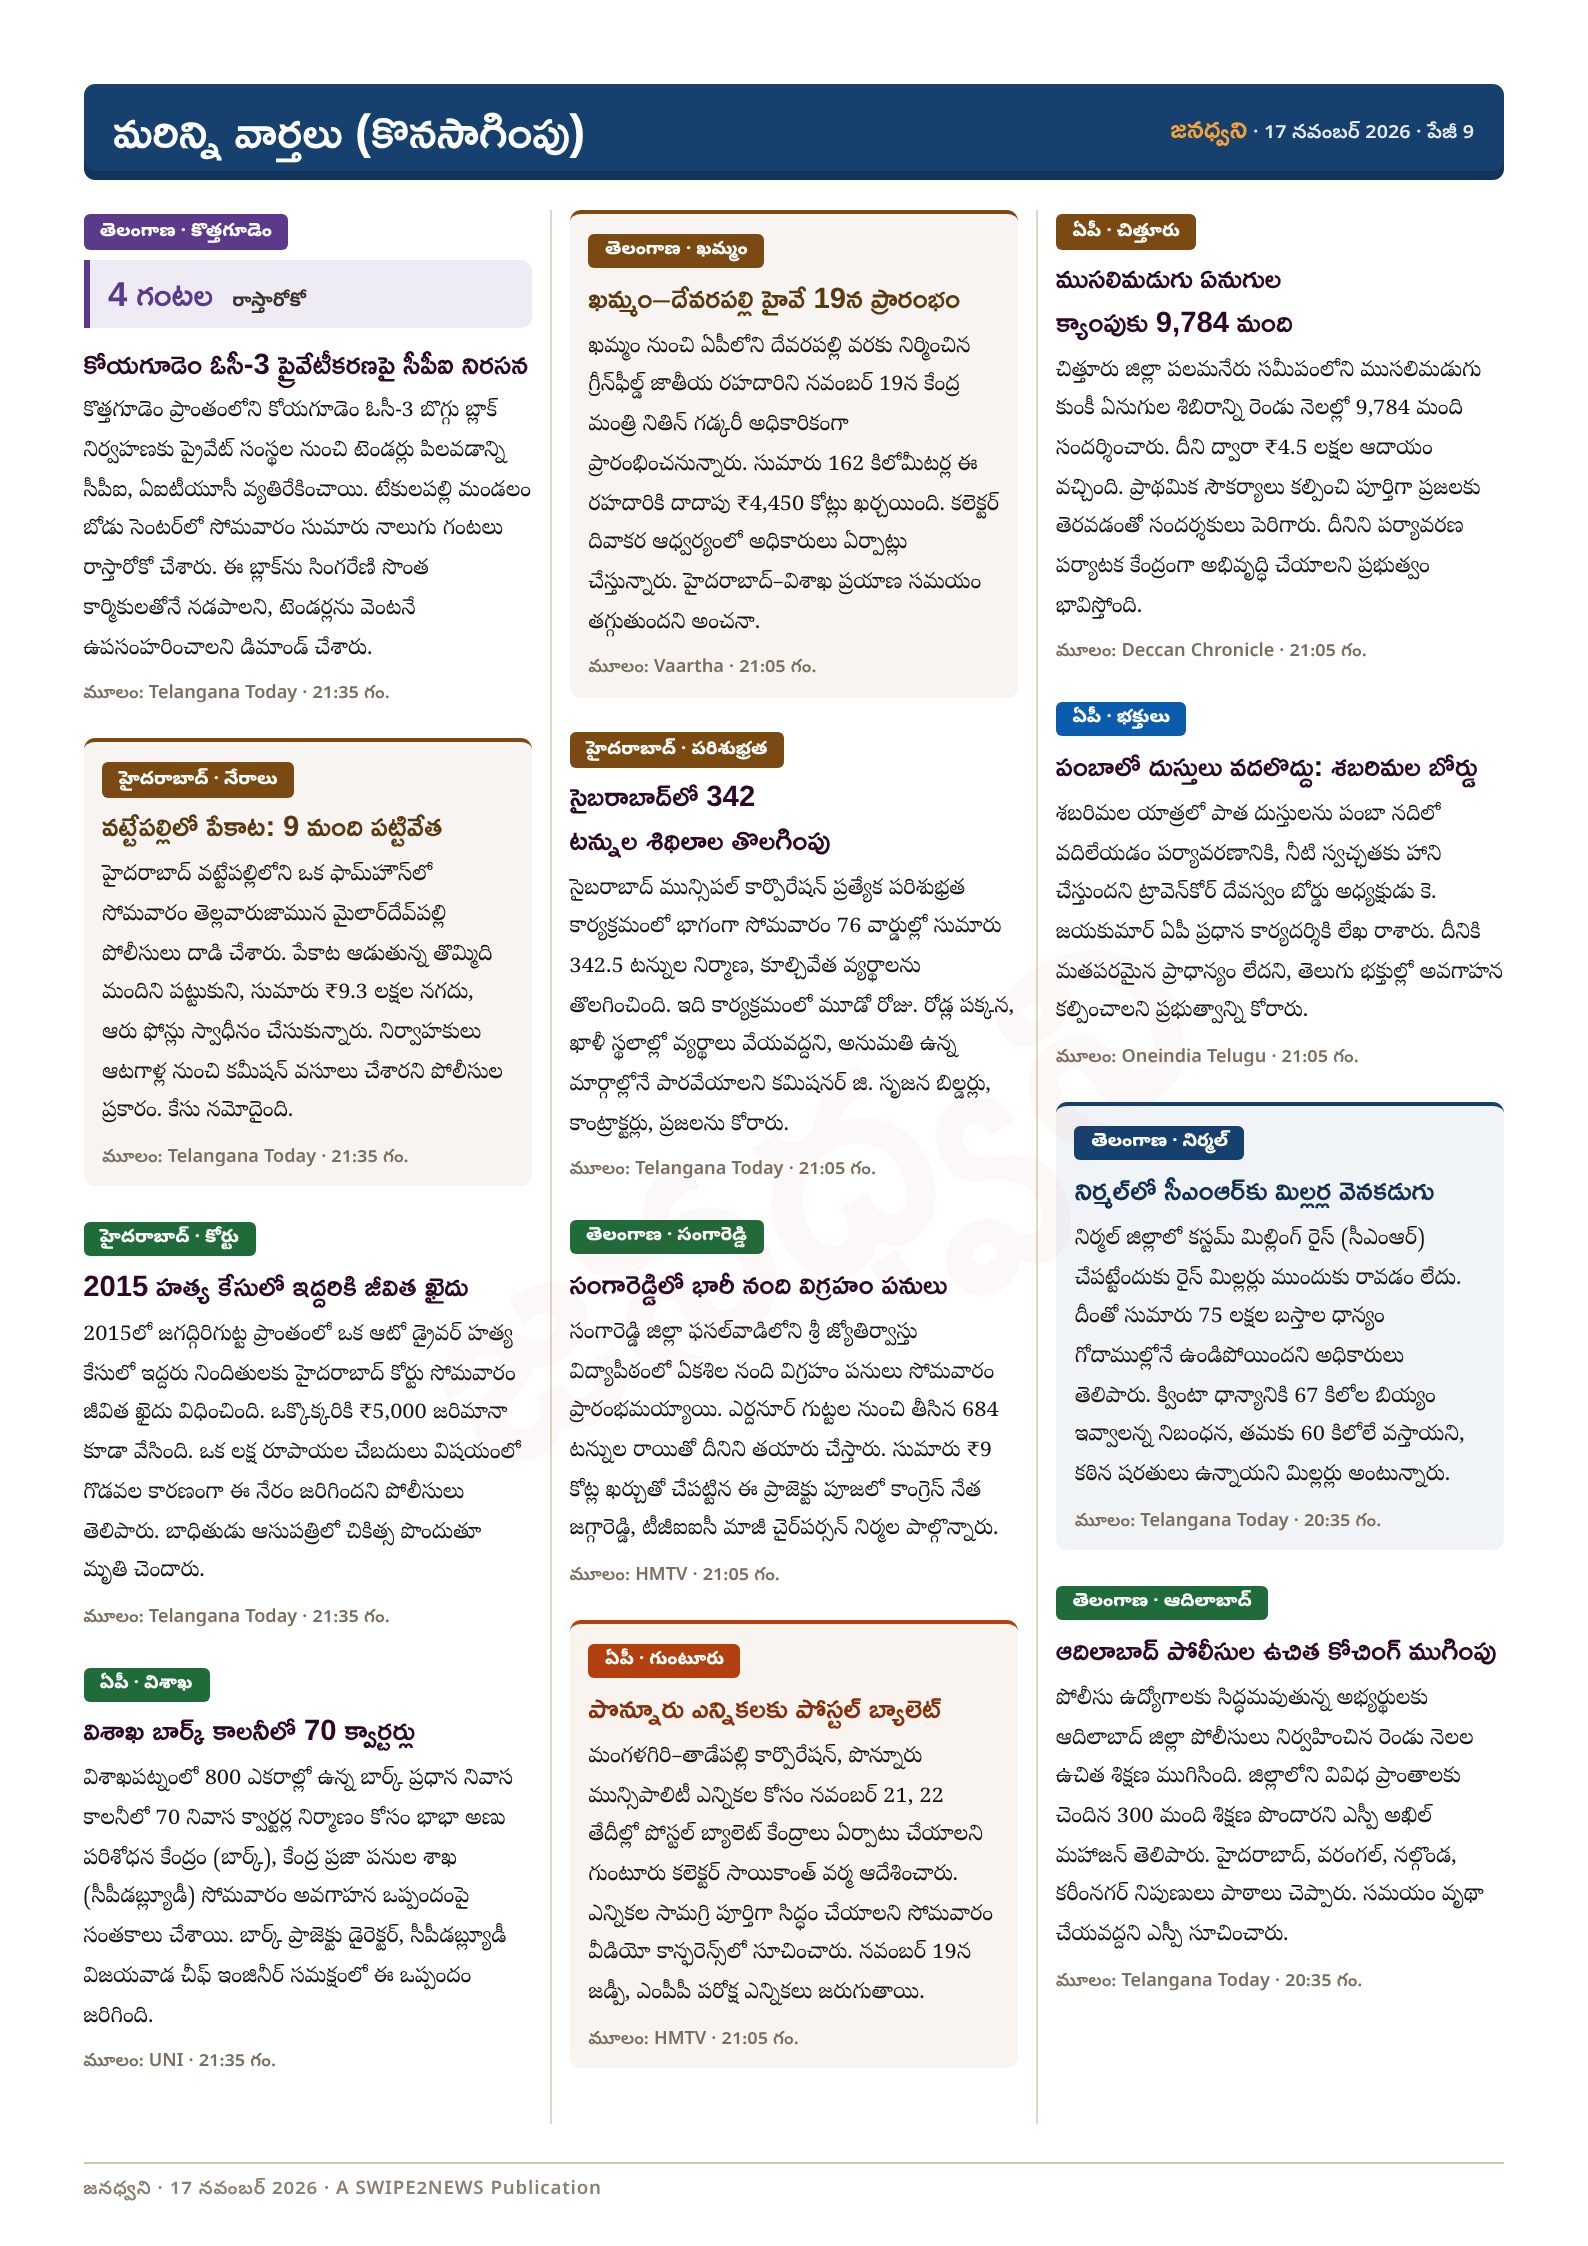 మరిన్ని వార్తలు (కొనసాగింపు)
జనధ్వని · 17 నవంబర్ 2026 · పేజీ 9
తెలంగాణ · కొత్తగూడెం
4 గంటల రాస్తారోకో
కోయగూడెం ఓసీ-3 ప్రైవేటీకరణపై సీపీఐ నిరసన
కొత్తగూడెం ప్రాంతంలోని కోయగూడెం ఓసీ-3 బొగ్గు బ్లాక్
నిర్వహణకు ప్రైవేట్ సంస్థల నుంచి టెండర్లు పిలవడాన్ని
సీపీఐ, ఏఐటీయూసీ వ్యతిరేకించాయి. టేకులపల్లి మండలం
బోడు సెంటర్‌లో సోమవారం సుమారు నాలుగు గంటలు
రాస్తారోకో చేశారు. ఈ బ్లాక్‌ను సింగరేణి సొంత
కార్మికులతోనే నడపాలని, టెండర్లను వెంటనే
ఉపసంహరించాలని డిమాండ్ చేశారు.
మూలం: Telangana Today · 21:35 గం.
హైదరాబాద్ · నేరాలు
వట్టేపల్లిలో పేకాట: 9 మంది పట్టివేత
హైదరాబాద్ వట్టేపల్లిలోని ఒక ఫామ్‌హౌస్‌లో
సోమవారం తెల్లవారుజామున మైలార్‌దేవ్‌పల్లి
పోలీసులు దాడి చేశారు. పేకాట ఆడుతున్న తొమ్మిది
మందిని పట్టుకుని, సుమారు ₹9.3 లక్షల నగదు,
ఆరు ఫోన్లు స్వాధీనం చేసుకున్నారు. నిర్వాహకులు
ఆటగాళ్ల నుంచి కమీషన్ వసూలు చేశారని పోలీసుల
ప్రకారం. కేసు నమోదైంది.
మూలం: Telangana Today · 21:35 గం.
హైదరాబాద్ · కోర్టు
2015 హత్య కేసులో ఇద్దరికి జీవిత ఖైదు
2015లో జగద్గిరిగుట్ట ప్రాంతంలో ఒక ఆటో డ్రైవర్ హత్య
కేసులో ఇద్దరు నిందితులకు హైదరాబాద్ కోర్టు సోమవారం
జీవిత ఖైదు విధించింది. ఒక్కొక్కరికి ₹5,000 జరిమానా
కూడా వేసింది. ఒక లక్ష రూపాయల చేబదులు విషయంలో
గొడవల కారణంగా ఈ నేరం జరిగిందని పోలీసులు
తెలిపారు. బాధితుడు ఆసుపత్రిలో చికిత్స పొందుతూ
మృతి చెందారు.
మూలం: Telangana Today · 21:35 గం.
ఏపీ · విశాఖ
విశాఖ బార్క్ కాలనీలో 70 క్వార్టర్లు
విశాఖపట్నంలో 800 ఎకరాల్లో ఉన్న బార్క్ ప్రధాన నివాస
కాలనీలో 70 నివాస క్వార్టర్ల నిర్మాణం కోసం భాభా అణు
పరిశోధన కేంద్రం (బార్క్), కేంద్ర ప్రజా పనుల శాఖ
(సీపీడబ్ల్యూడీ) సోమవారం అవగాహన ఒప్పందంపై
సంతకాలు చేశాయి. బార్క్ ప్రాజెక్టు డైరెక్టర్, సీపీడబ్ల్యూడీ
విజయవాడ చీఫ్ ఇంజినీర్ సమక్షంలో ఈ ఒప్పందం
జరిగింది.
మూలం: UNI · 21:35 గం.
తెలంగాణ · ఖమ్మం
ఖమ్మం–దేవరపల్లి హైవే 19న ప్రారంభం
ఖమ్మం నుంచి ఏపీలోని దేవరపల్లి వరకు నిర్మించిన
గ్రీన్‌ఫీల్డ్ జాతీయ రహదారిని నవంబర్ 19న కేంద్ర
మంత్రి నితిన్ గడ్కరీ అధికారికంగా
ప్రారంభించనున్నారు. సుమారు 162 కిలోమీటర్ల ఈ
రహదారికి దాదాపు ₹4,450 కోట్లు ఖర్చయింది. కలెక్టర్
దివాకర ఆధ్వర్యంలో అధికారులు ఏర్పాట్లు
చేస్తున్నారు. హైదరాబాద్–విశాఖ ప్రయాణ సమయం
తగ్గుతుందని అంచనా.
మూలం: Vaartha · 21:05 గం.
హైదరాబాద్ · పరిశుభ్రత
సైబరాబాద్‌లో 342
టన్నుల శిథిలాల తొలగింపు
సైబరాబాద్ మున్సిపల్ కార్పొరేషన్ ప్రత్యేక పరిశుభ్రత
కార్యక్రమంలో భాగంగా సోమవారం 76 వార్డుల్లో సుమారు
342.5 టన్నుల నిర్మాణ, కూల్చివేత వ్యర్థాలను
తొలగించింది. ఇది కార్యక్రమంలో మూడో రోజు. రోడ్ల పక్కన,
ఖాళీ స్థలాల్లో వ్యర్థాలు వేయవద్దని, అనుమతి ఉన్న
మార్గాల్లోనే పారవేయాలని కమిషనర్ జి. సృజన బిల్డర్లు,
కాంట్రాక్టర్లు, ప్రజలను కోరారు.
మూలం: Telangana Today · 21:05 గం.
తెలంగాణ · సంగారెడ్డి
సంగారెడ్డిలో భారీ నంది విగ్రహం పనులు
సంగారెడ్డి జిల్లా ఫసల్‌వాడిలోని శ్రీ జ్యోతిర్వాస్తు
విద్యాపీఠంలో ఏకశిల నంది విగ్రహం పనులు సోమవారం
ప్రారంభమయ్యాయి. ఎర్దనూర్ గుట్టల నుంచి తీసిన 684
టన్నుల రాయితో దీనిని తయారు చేస్తారు. సుమారు ₹9
కోట్ల ఖర్చుతో చేపట్టిన ఈ ప్రాజెక్టు పూజలో కాంగ్రెస్ నేత
జగ్గారెడ్డి, టీజీఐఐసీ మాజీ చైర్‌పర్సన్ నిర్మల పాల్గొన్నారు.
మూలం: HMTV · 21:05 గం.
ఏపీ · గుంటూరు
పొన్నూరు ఎన్నికలకు పోస్టల్ బ్యాలెట్
మంగళగిరి–తాడేపల్లి కార్పొరేషన్, పొన్నూరు
మున్సిపాలిటీ ఎన్నికల కోసం నవంబర్ 21, 22
తేదీల్లో పోస్టల్ బ్యాలెట్ కేంద్రాలు ఏర్పాటు చేయాలని
గుంటూరు కలెక్టర్ సాయికాంత్ వర్మ ఆదేశించారు.
ఎన్నికల సామగ్రి పూర్తిగా సిద్ధం చేయాలని సోమవారం
వీడియో కాన్ఫరెన్స్‌లో సూచించారు. నవంబర్ 19న
జడ్పీ, ఎంపీపీ పరోక్ష ఎన్నికలు జరుగుతాయి.
మూలం: HMTV · 21:05 గం.
ఏపీ · చిత్తూరు
ముసలిమడుగు ఏనుగుల
క్యాంపుకు 9,784 మంది
చిత్తూరు జిల్లా పలమనేరు సమీపంలోని ముసలిమడుగు
కుంకీ ఏనుగుల శిబిరాన్ని రెండు నెలల్లో 9,784 మంది
సందర్శించారు. దీని ద్వారా ₹4.5 లక్షల ఆదాయం
వచ్చింది. ప్రాథమిక సౌకర్యాలు కల్పించి పూర్తిగా ప్రజలకు
తెరవడంతో సందర్శకులు పెరిగారు. దీనిని పర్యావరణ
పర్యాటక కేంద్రంగా అభివృద్ధి చేయాలని ప్రభుత్వం
భావిస్తోంది.
మూలం: Deccan Chronicle · 21:05 గం.
ఏపీ · భక్తులు
పంబాలో దుస్తులు వదలొద్దు: శబరిమల బోర్డు
శబరిమల యాత్రలో పాత దుస్తులను పంబా నదిలో
వదిలేయడం పర్యావరణానికి, నీటి స్వచ్ఛతకు హాని
చేస్తుందని ట్రావెన్‌కోర్ దేవస్వం బోర్డు అధ్యక్షుడు కె.
జయకుమార్ ఏపీ ప్రధాన కార్యదర్శికి లేఖ రాశారు. దీనికి
మతపరమైన ప్రాధాన్యం లేదని, తెలుగు భక్తుల్లో అవగాహన
కల్పించాలని ప్రభుత్వాన్ని కోరారు.
మూలం: Oneindia Telugu · 21:05 గం.
తెలంగాణ · నిర్మల్
నిర్మల్‌లో సీఎంఆర్‌కు మిల్లర్ల వెనకడుగు
నిర్మల్ జిల్లాలో కస్టమ్ మిల్లింగ్ రైస్ (సీఎంఆర్)
చేపట్టేందుకు రైస్ మిల్లర్లు ముందుకు రావడం లేదు.
దీంతో సుమారు 75 లక్షల బస్తాల ధాన్యం
గోదాముల్లోనే ఉండిపోయిందని అధికారులు
తెలిపారు. క్వింటా ధాన్యానికి 67 కిలోల బియ్యం
ఇవ్వాలన్న నిబంధన, తమకు 60 కిలోలే వస్తాయని,
కఠిన షరతులు ఉన్నాయని మిల్లర్లు అంటున్నారు.
మూలం: Telangana Today · 20:35 గం.
తెలంగాణ · ఆదిలాబాద్
ఆదిలాబాద్ పోలీసుల ఉచిత కోచింగ్ ముగింపు
పోలీసు ఉద్యోగాలకు సిద్ధమవుతున్న అభ్యర్థులకు
ఆదిలాబాద్ జిల్లా పోలీసులు నిర్వహించిన రెండు నెలల
ఉచిత శిక్షణ ముగిసింది. జిల్లాలోని వివిధ ప్రాంతాలకు
చెందిన 300 మంది శిక్షణ పొందారని ఎస్పీ అఖిల్
మహాజన్ తెలిపారు. హైదరాబాద్, వరంగల్, నల్గొండ,
కరీంనగర్ నిపుణులు పాఠాలు చెప్పారు. సమయం వృథా
చేయవద్దని ఎస్పీ సూచించారు.
మూలం: Telangana Today · 20:35 గం.
జనధ్వని
జనధ్వని · 17 నవంబర్ 2026 · A SWIPE2NEWS Publication